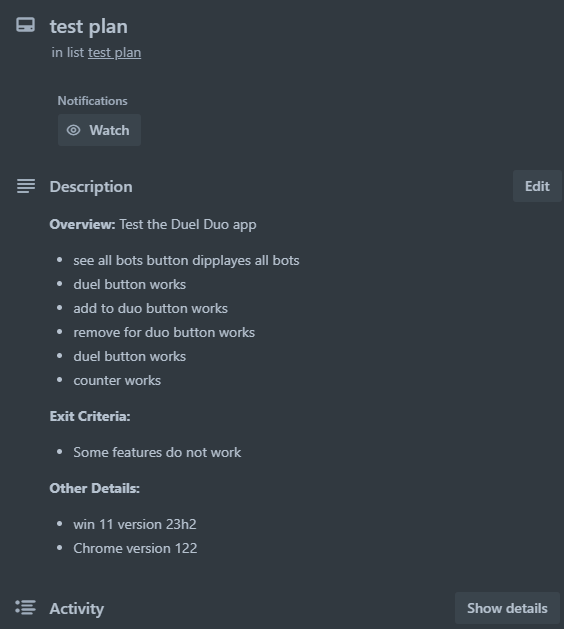 test plan
in list test plan
Notifications
Watch
Description
Edit
Overview: Test the Duel Duo app
• see all bots button dipplayes all bots
• duel button works
• add to duo button works
• remove for duo button works
• duel button works
• counter works
Exit Criteria:
• Some features do not work
Other Details:
• win 11 version 23h2
• Chrome version 122
Activity
Show details